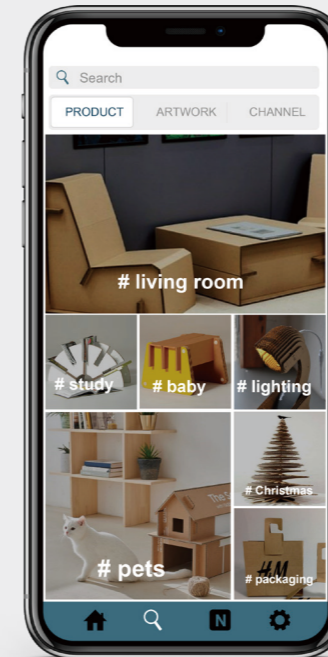 Search
PRODUCT ARTWORK CHANNEL
# living room
# study # baby # lighting
# Christmas
# pets
H&M
# packaging
N